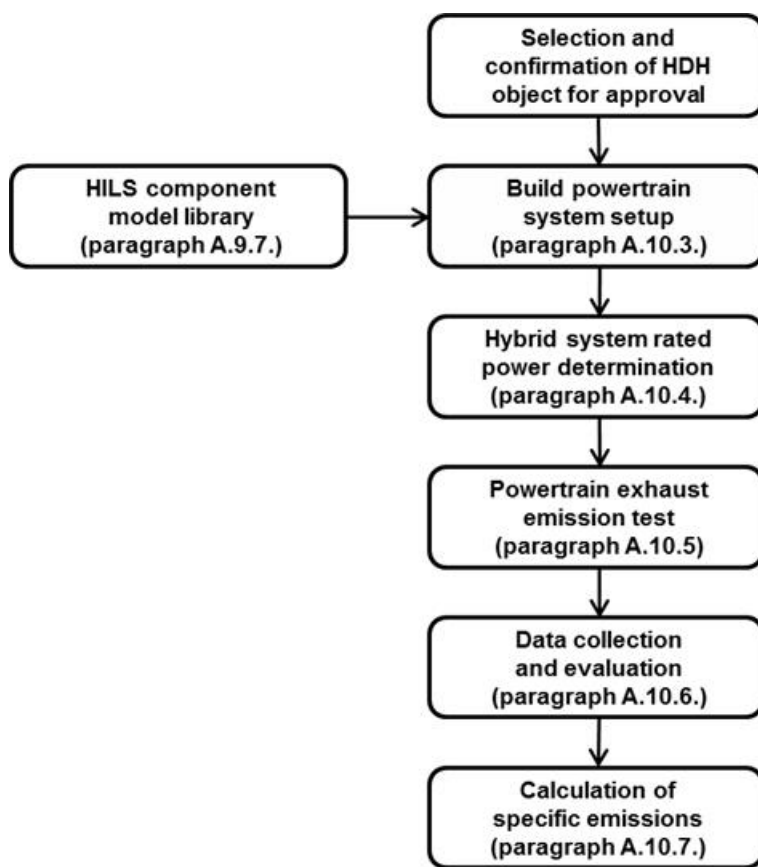 Selection and
confirmation of HDH
object for approval
HILS component
model library
(paragraph A.9.7.)
Build powertrain
system setup
(paragraph A.10.3.)
Hybrid system rated
power determination
(paragraph A.10.4.)
Powertrain exhaust
emission test
(paragraph A.10.5)
Data collection
and evaluation
(paragraph A.10.6.)
Calculation of
specific emissions
(paragraph A.10.7.)